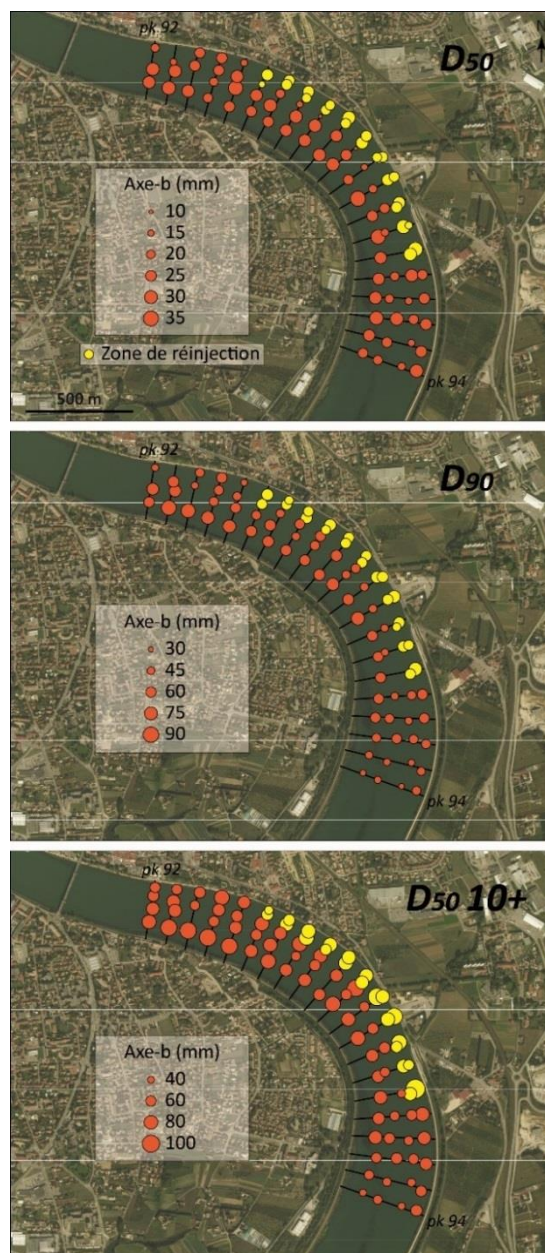 pk 92
N
D50
Axe-b (mm)
10
15
20
25
30
35
Zone de réinjection
500 m
pk 94
pk 92
D90
Axe-b (mm)
30
45
60
75
90
pk 94
pk 92
D50 10+
Axe-b (mm)
40
60
80
100
pk 94